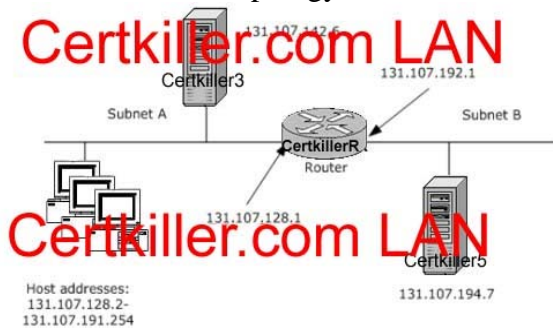 Certkiller.com LAN
131.107.142.6
Certkiller3
131.107.192.1
Subnet A
Subnet B
CertkillerR
Router
131.107.128.1
Certkiller.com LAN
Certkiller5
131.107.194.7
Host addresses:
131.107.128.2-
131.107.191.254